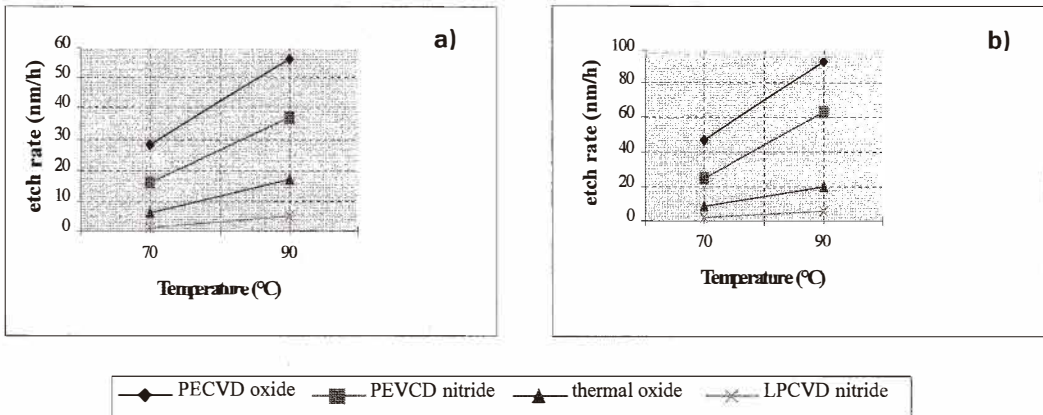 a)
60
50
40
30
20
10
0
etch rate (nm/h)
70 90
Temperature (°C)
b)
100
80
60
40
20
0
etch rate (nm/h)
70 90
Temperature (°C)
PECVD oxide PEVCD nitride thermal oxide LPCVD nitride